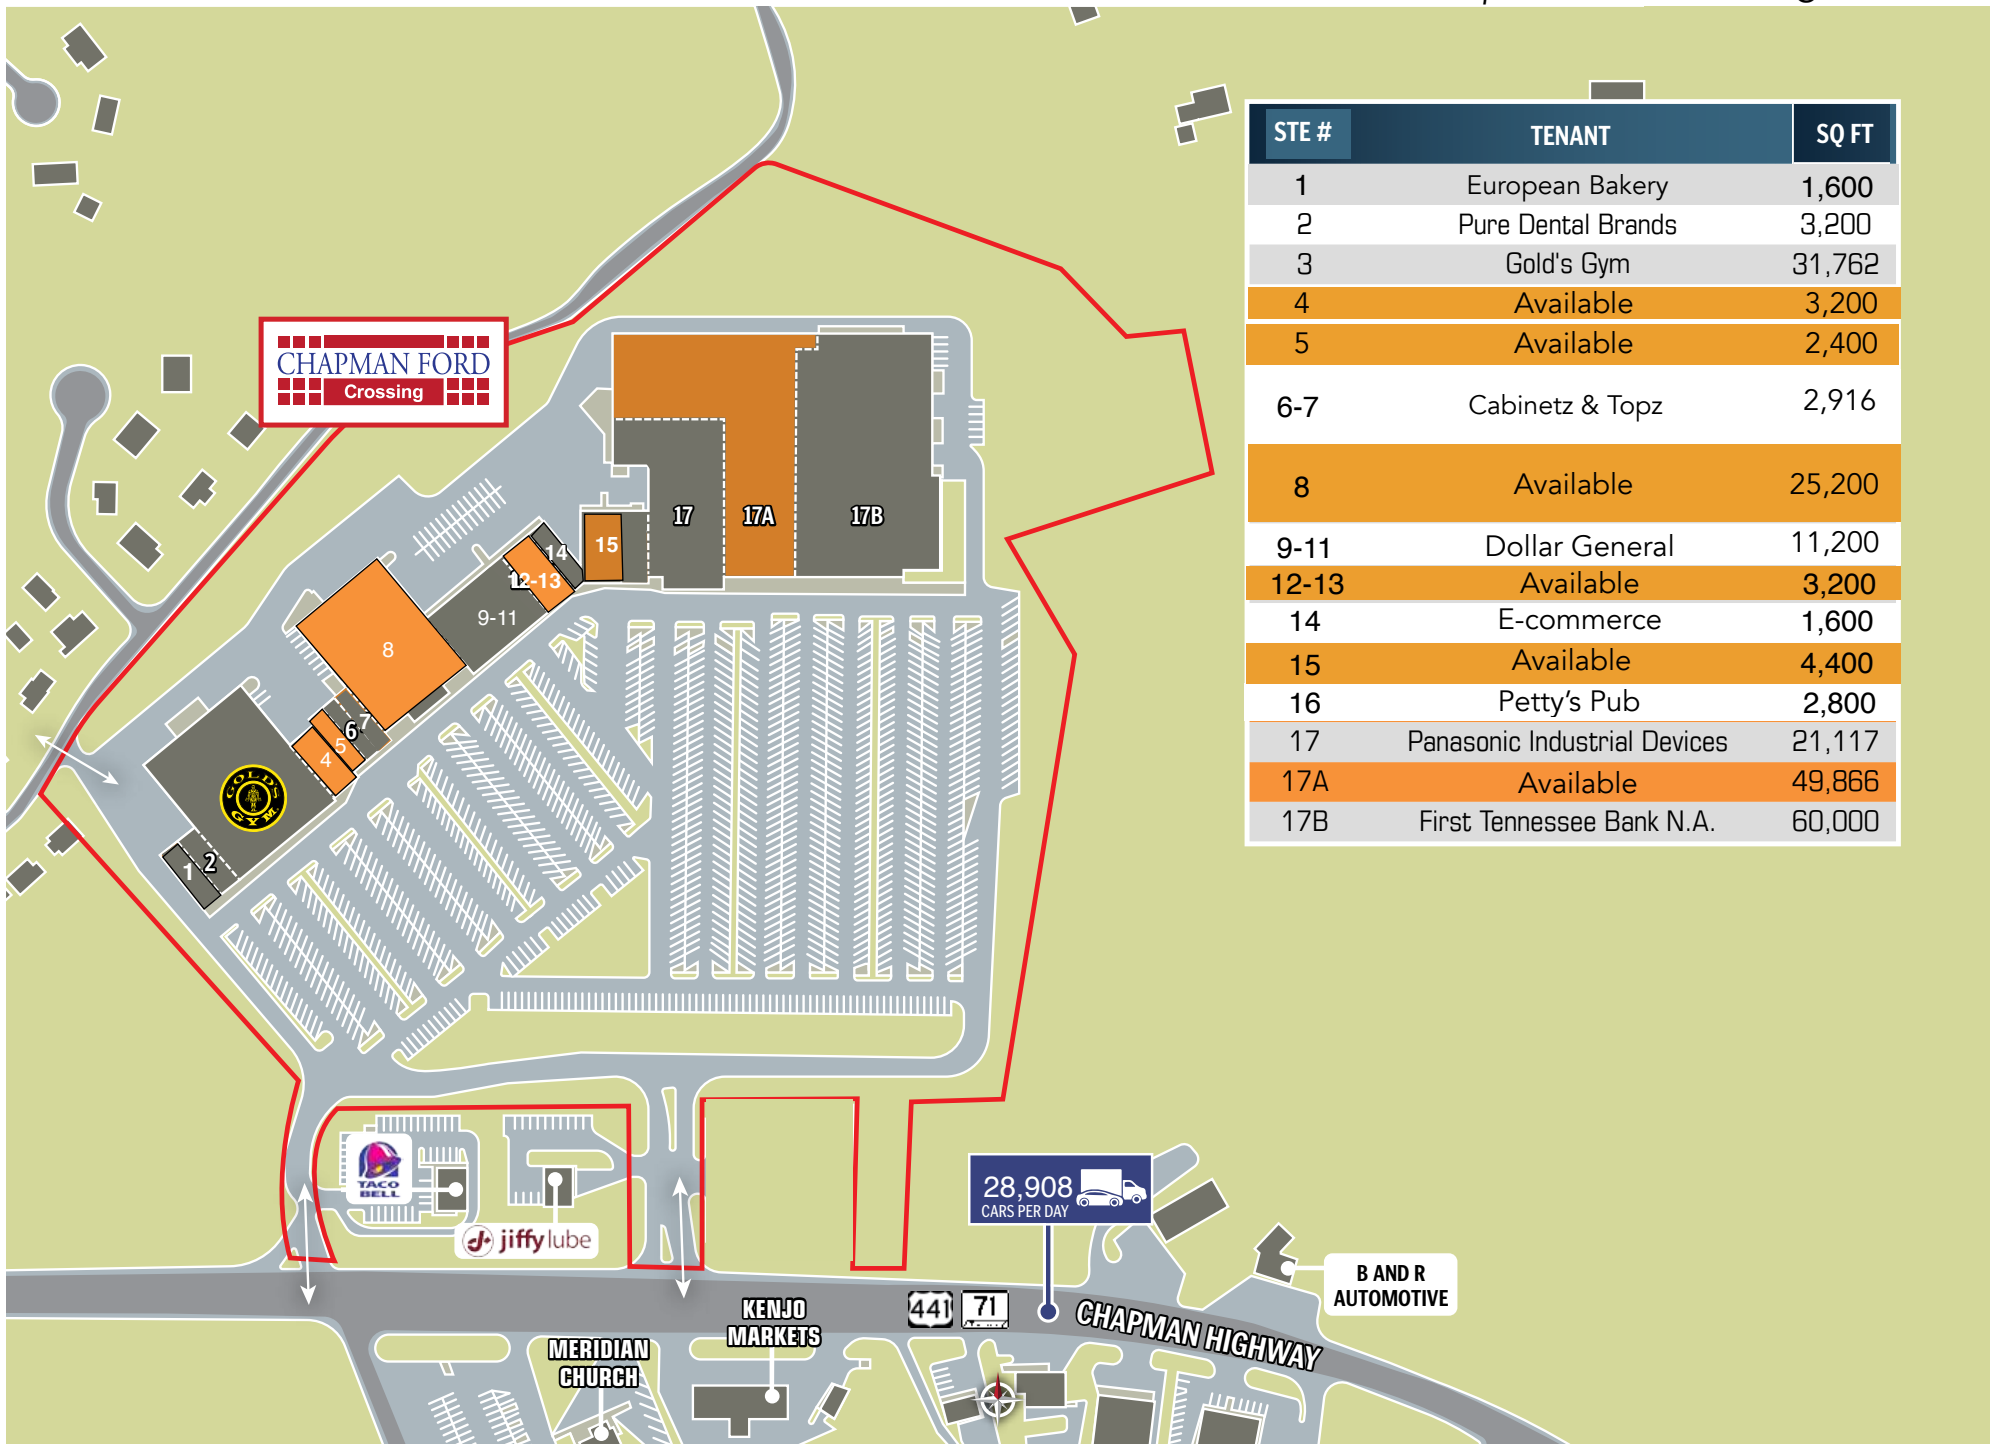 STE # TENANT SQ FT
1 European Bakery 1,600
2 Pure Dental Brands 3,200
3 Gold's Gym 31,762
4 Available 3,200
5 Available 2,400
6-7 Cabinetz & Topz 2,916
8 Available 25,200
9-11 Dollar General 11,200
12-13 Available 3,200
14 E-commerce 1,600
15 Available 4,400
16 Petty's Pub 2,800
17 Panasonic Industrial Devices 21,117
17A Available 49,866
17B First Tennessee Bank N.A. 60,000
CHAPMAN FORD
Crossing
17
17A
17B
15
14
12-13
9-11
8
7
6
5
4
GOLD'S
GYM
2
1
TACO
BELL
jiffy lube
28,908
CARS PER DAY
B AND R
AUTOMOTIVE
441
71
CHAPMAN HIGHWAY
KENJO
MARKETS
MERIDIAN
CHURCH